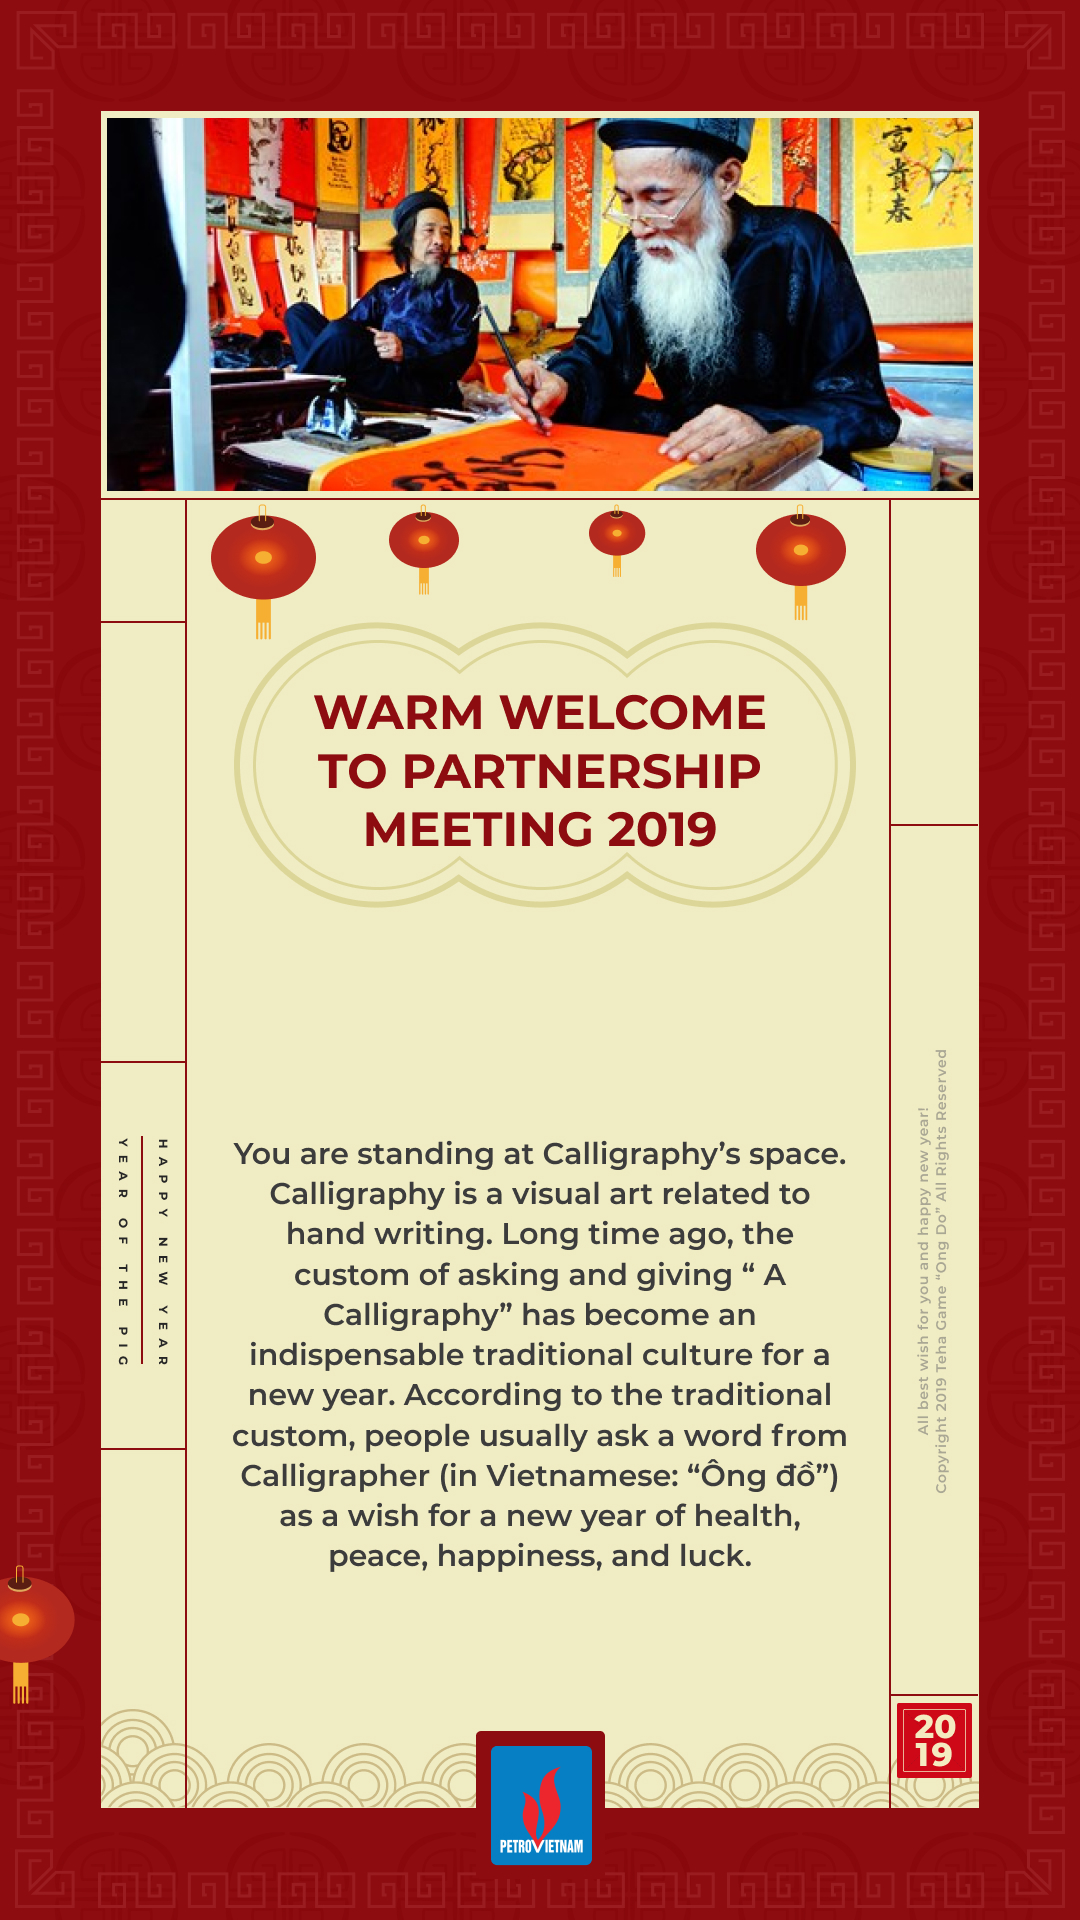 富
貴
春
WARM WELCOME
TO PARTNERSHIP
MEETING 2019
HAPPY NEW YEAR
YEAR OF THE PIG
You are standing at Calligraphy’s space.
Calligraphy is a visual art related to
hand writing. Long time ago, the
custom of asking and giving “ A
Calligraphy” has become an
indispensable traditional culture for a
new year. According to the traditional
custom, people usually ask a word from
Calligrapher (in Vietnamese: “Ông đồ”)
as a wish for a new year of health,
peace, happiness, and luck.
All best wish for you and happy new year!
Copyright 2019 Teha Game “Ong Do” All Rights Reserved
20
19
PETROVIETNAM